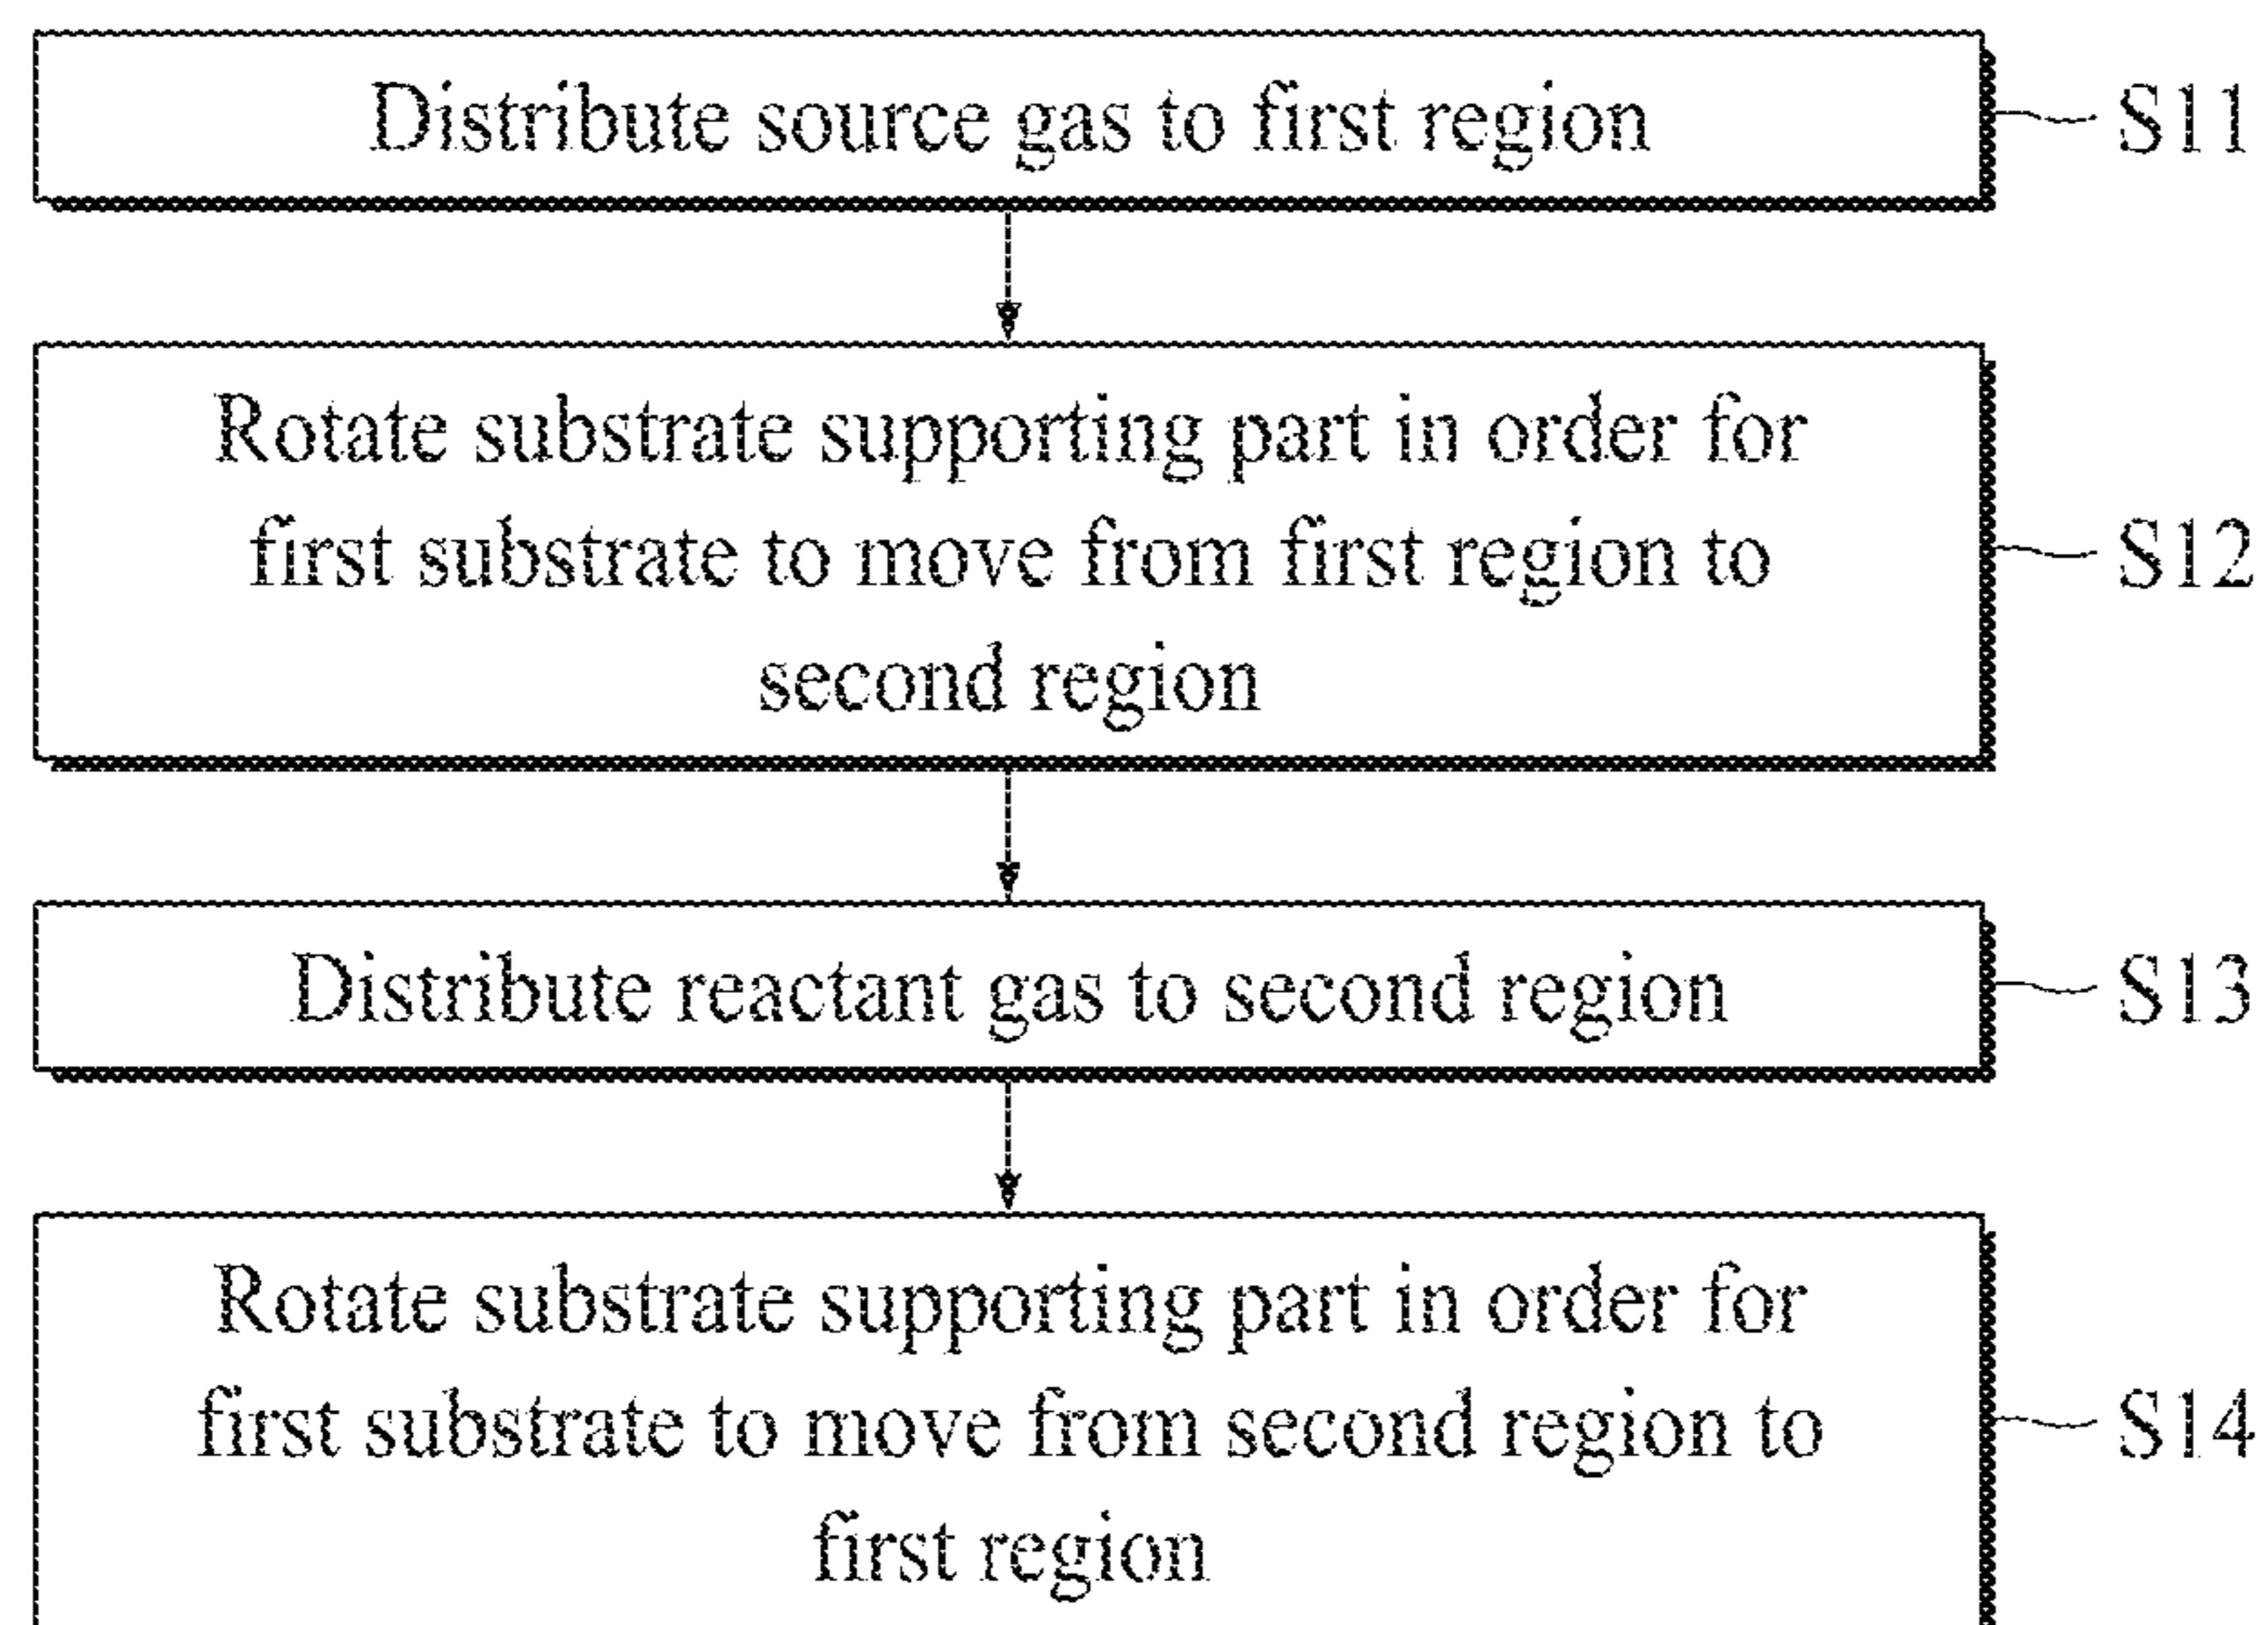 Distribute source gas to first region
S11
Rotate substrate supporting part in order for
first substrate to move from first region to
S12
second region
Distribute reactant gas to second region
S13
Rotate substrate supporting part in order for
first substrate to move from second region to
S14
first region